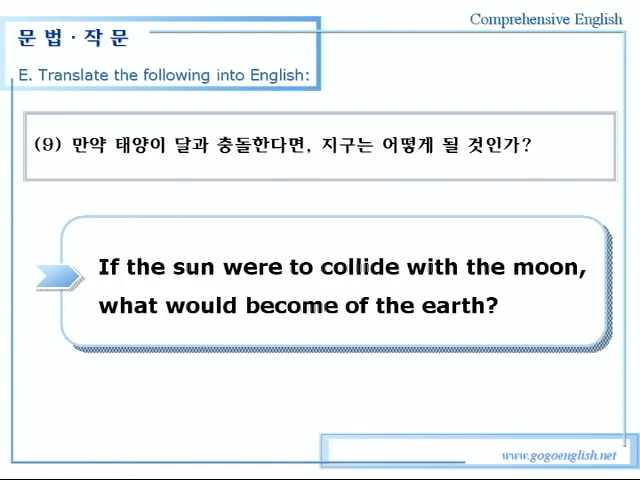 Comprehensive English
문 법 · 작 문
E. Translate the following into English:
(9) 만약 태양이 달과 충돌한다면, 지구는 어떻게 될 것인가?
If the sun were to collide with the moon,
what would become of the earth?
www.gogoenglish.net